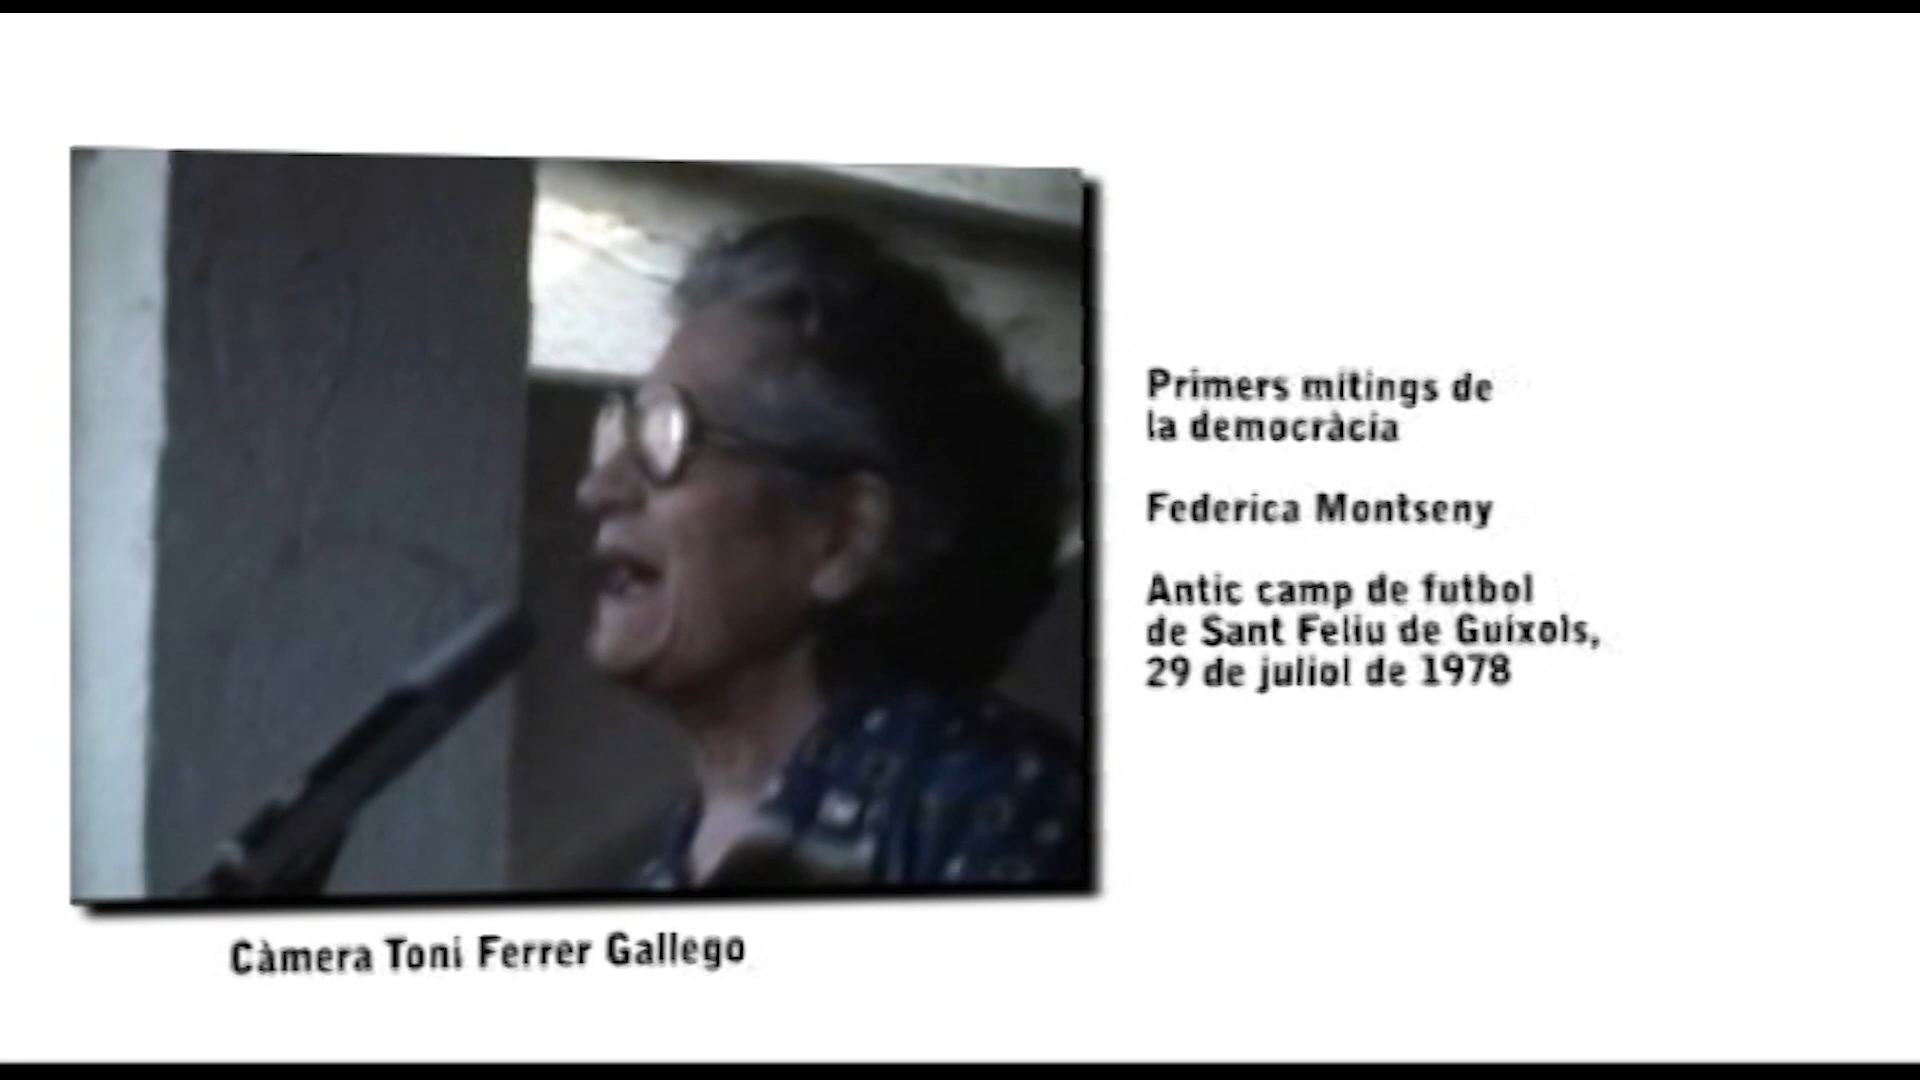 Primers mítings de
la democràcia
Federica Montseny
Antic camp de futbol
de Sant Feliu de Guíxols,
29 de juliol de 1978
Càmera Toni Ferrer Gallego